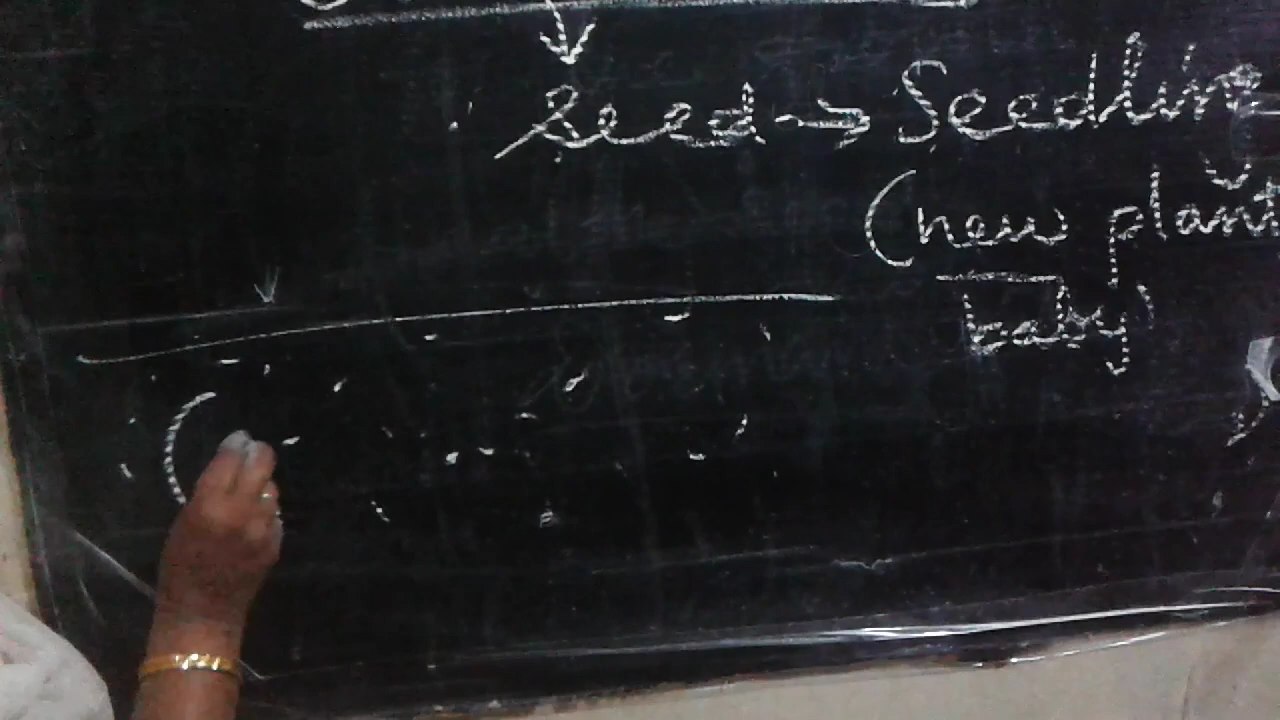 Seed → Seedling
(new plant
baby)